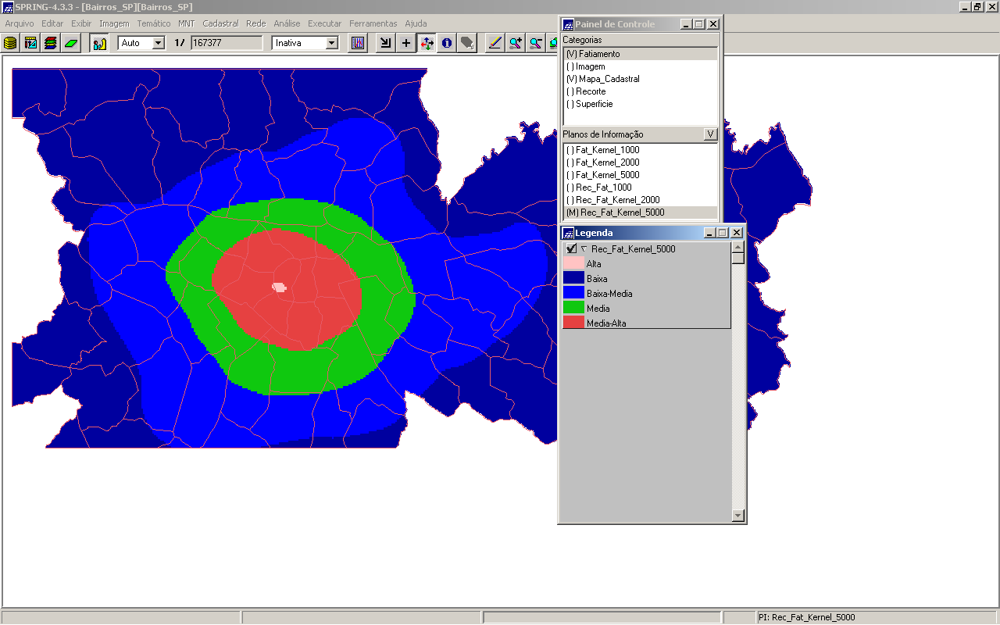 SPRING-4.3.3 - [Bairros_SP][Bairros_SP]
Arquivo Editar Exibir Imagem Temático MNT Cadastral Rede Análise Executar Ferramentas Ajuda
Auto 1/ 167377 Inativa
Painel de Controle
Categorias
(V) Fatiamento
( ) Imagem
(V) Mapa_Cadastral
( ) Recorte
( ) Superficie
Planos de Informação V
( ) Fat_Kernel_1000
( ) Fat_Kernel_2000
( ) Fat_Kernel_5000
( ) Rec_Fat_1000
( ) Rec_Fat_Kernel_2000
(M) Rec_Fat_Kernel_5000
Legenda
Rec_Fat_Kernel_5000
Alta
Baixa
Baixa-Media
Media
Media-Alta
PI: Rec_Fat_Kernel_5000